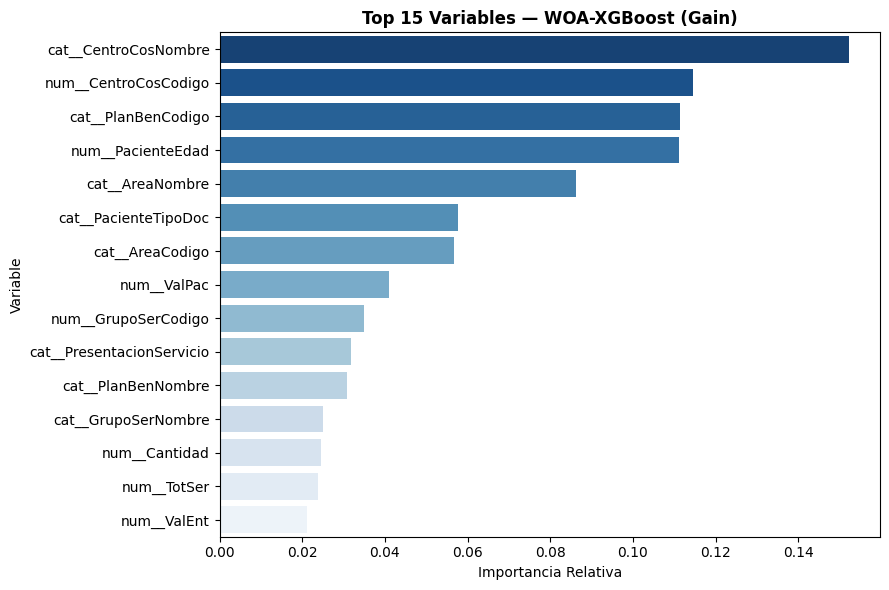 Top 15 Variables — WOA-XGBoost (Gain)
Variable
cat__CentroCosNombre
num__CentroCosCodigo
cat__PlanBenCodigo
num__PacienteEdad
cat__AreaNombre
cat__PacienteTipoDoc
cat__AreaCodigo
num__ValPac
num__GrupoSerCodigo
cat__PresentacionServicio
cat__PlanBenNombre
cat__GrupoSerNombre
num__Cantidad
num__TotSer
num__ValEnt
0.00 0.02 0.04 0.06 0.08 0.10 0.12 0.14
Importancia Relativa